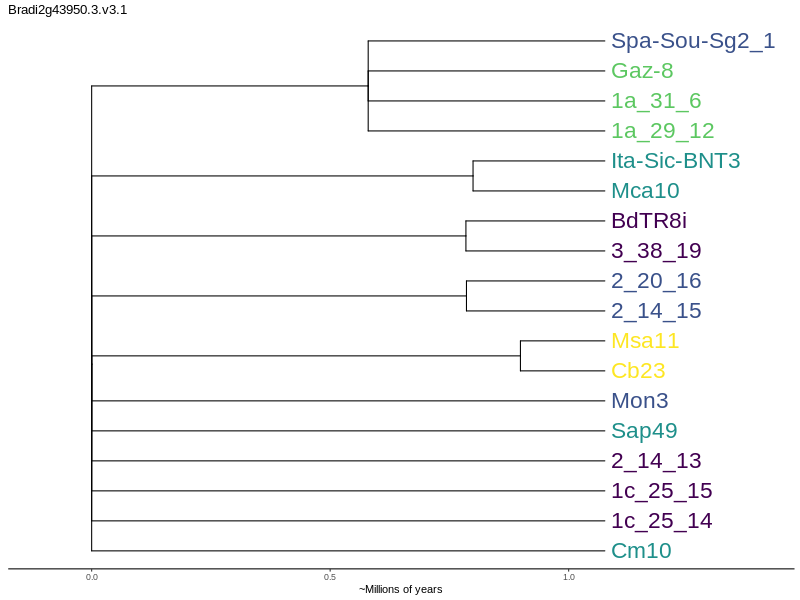 Bradi2g43950.3.v3.1
Spa-Sou-Sg2_1
Gaz-8
1a_31_6
1a_29_12
Ita-Sic-BNT3
Mca10
BdTR8i
3_38_19
2_20_16
2_14_15
Msa11
Cb23
Mon3
Sap49
2_14_13
1c_25_15
1c_25_14
Cm10
0.0 0.5 1.0
~Millions of years